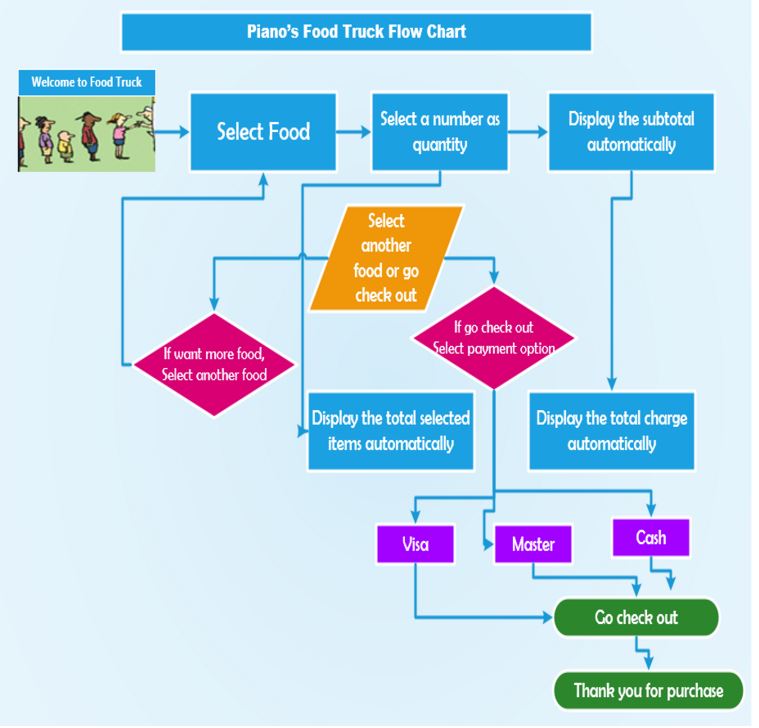 Piano's Food Truck Flow Chart
Welcome to Food Truck
Select Food
Select a number as
quantity
Display the subtotal
automatically
Select
another
food or go
check out
If want more food,
Select another food
If go check out
Select payment option
Display the total selected
items automatically
Display the total charge
automatically
Visa
Master
Cash
Go check out
Thank you for purchase